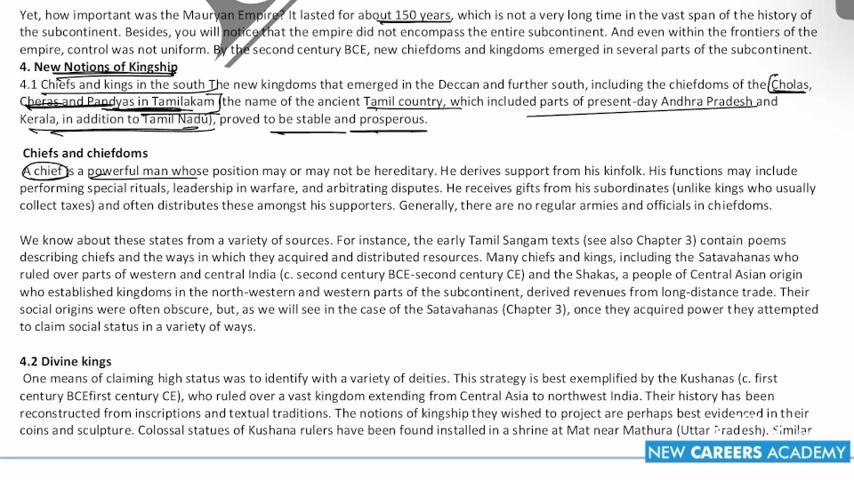 Yet, how important was the Mauryan Empire? It lasted for about 150 years, which is not a very long time in the vast span of the history of
the subcontinent. Besides, you will notice that the empire did not encompass the entire subcontinent. And even within the frontiers of
the empire, control was not uniform. By the second century BCE, new chiefdoms and kingdoms emerged in several parts of the subcontinent.
4. New Notions of Kingship
4.1 Chiefs and kings in the south The new kingdoms that emerged in the Deccan and further south, including the chiefdoms of the Cholas,
Cheras and Pandyas in Tamilakam (the name of the ancient Tamil country, which included parts of present-day Andhra Pradesh and
Kerala, in addition to Tamil Nadu), proved to be stable and prosperous.
Chiefs and chiefdoms
A chief is a powerful man whose position may or may not be hereditary. He derives support from his kinfolk. His functions may include
performing special rituals, leadership in warfare, and arbitrating disputes. He receives gifts from his subordinates (unlike kings who usually
collect taxes) and often distributes these amongst his supporters. Generally, there are no regular armies and officials in chiefdoms.
We know about these states from a variety of sources. For instance, the early Tamil Sangam texts (see also Chapter 3) contain poems
describing chiefs and the ways in which they acquired and distributed resources. Many chiefs and kings, including the Satavahanas who
ruled over parts of western and central India (c. second century BCE-second century CE) and the Shakas, a people of Central Asian origin
who established kingdoms in the north-western and western parts of the subcontinent, derived revenues from long-distance trade. Their
social origins were often obscure, but, as we will see in the case of the Satavahanas (Chapter 3), once they acquired power they attempted
to claim social status in a variety of ways.
4.2 Divine kings
One means of claiming high status was to identify with a variety of deities. This strategy is best exemplified by the Kushanas (c. first
century BCEfirst century CE), who ruled over a vast kingdom extending from Central Asia to northwest India. Their history has been
reconstructed from inscriptions and textual traditions. The notions of kingship they wished to project are perhaps best evidenced in their
coins and sculpture. Colossal statues of Kushana rulers have been found installed in a shrine at Mat near Mathura (Uttar Pradesh). Similar
NEW CAREERS ACADEMY